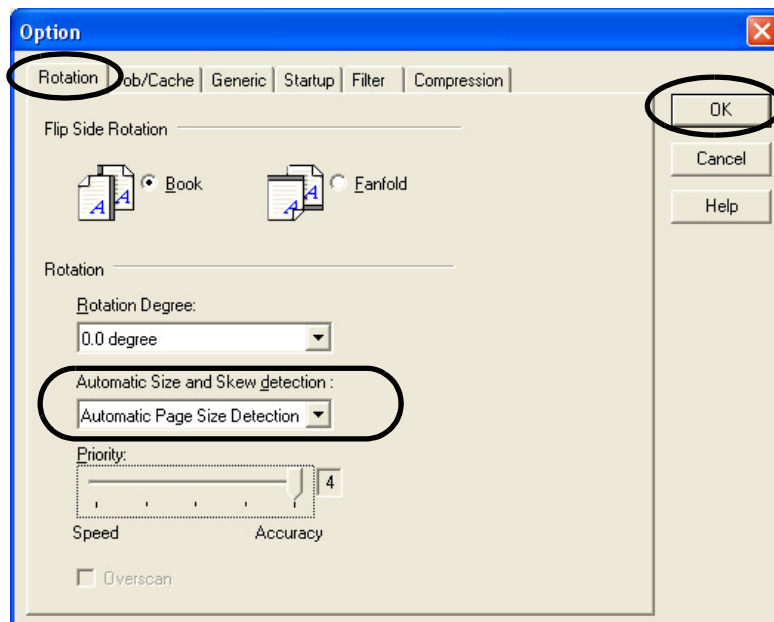 Option
Rotation Job/Cache Generic Startup Filter Compression
OK
Cancel
Help
Flip Side Rotation
A A Book A A Fanfold
Rotation
Rotation Degree:
0.0 degree
Automatic Size and Skew detection :
Automatic Page Size Detection
Priority:
4
Speed Accuracy
Overscan